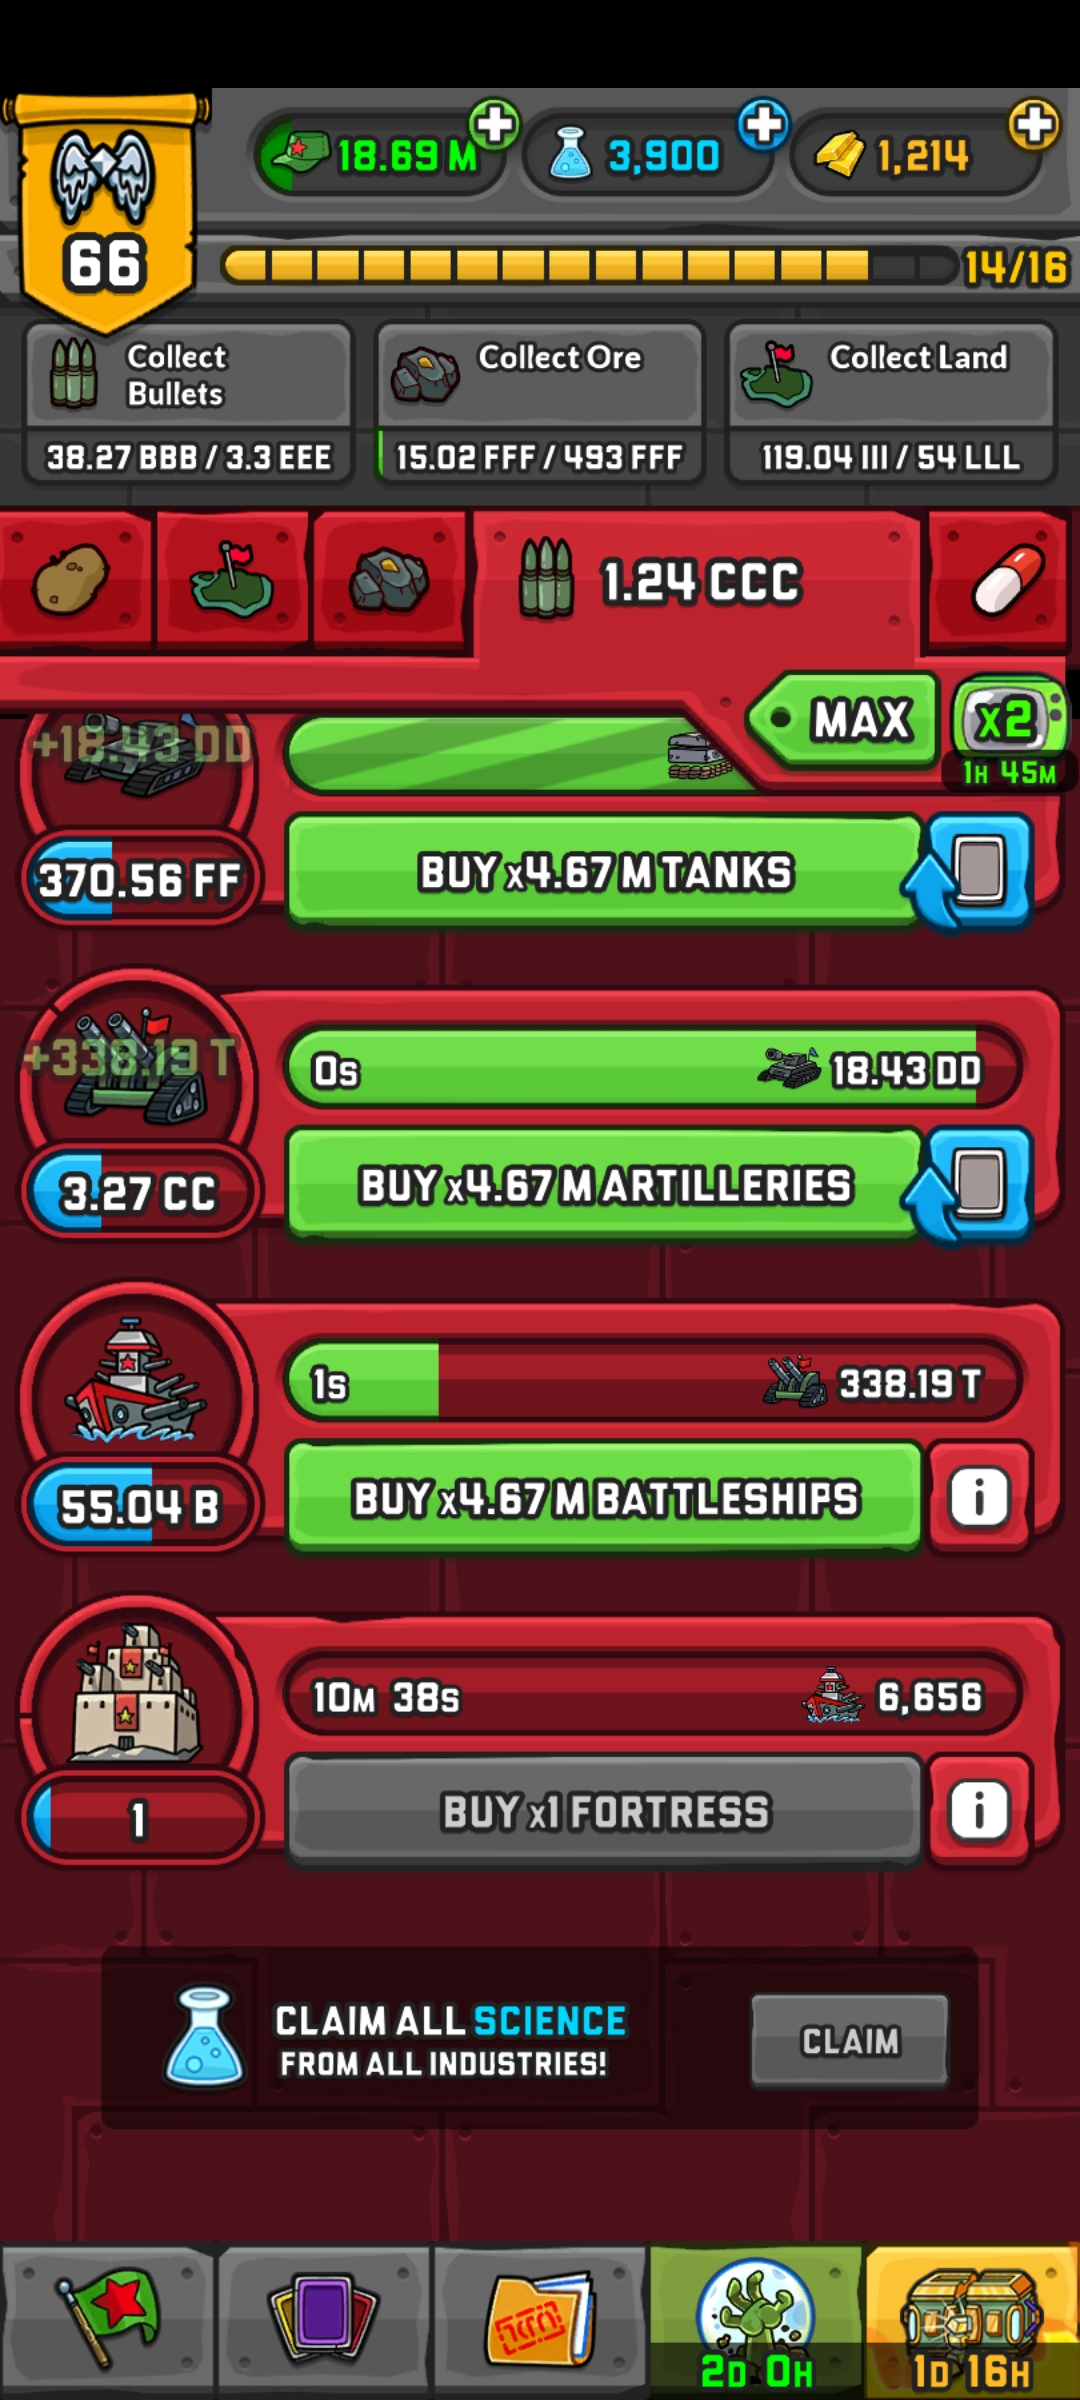 18.69 M
3,900
1,214
66
14/16
Collect
Bullets
Collect Ore
Collect Land
38.27 BBB / 3.3 EEE
15.02 FFF / 493 FFF
119.04 III / 54 LLL
1.24 CCC
MAX
x2
1H 45M
+18.43 DD
370.56 FF
BUY x4.67 M TANKS
+338.19 T
0s
18.43 DD
3.27 CC
BUY x4.67 M ARTILLERIES
1s
338.19 T
55.04 B
BUY x4.67 M BATTLESHIPS
i
10M 38s
6,656
1
BUY x1 FORTRESS
i
CLAIM ALL SCIENCE
FROM ALL INDUSTRIES!
CLAIM
2D 0H
1D 16H